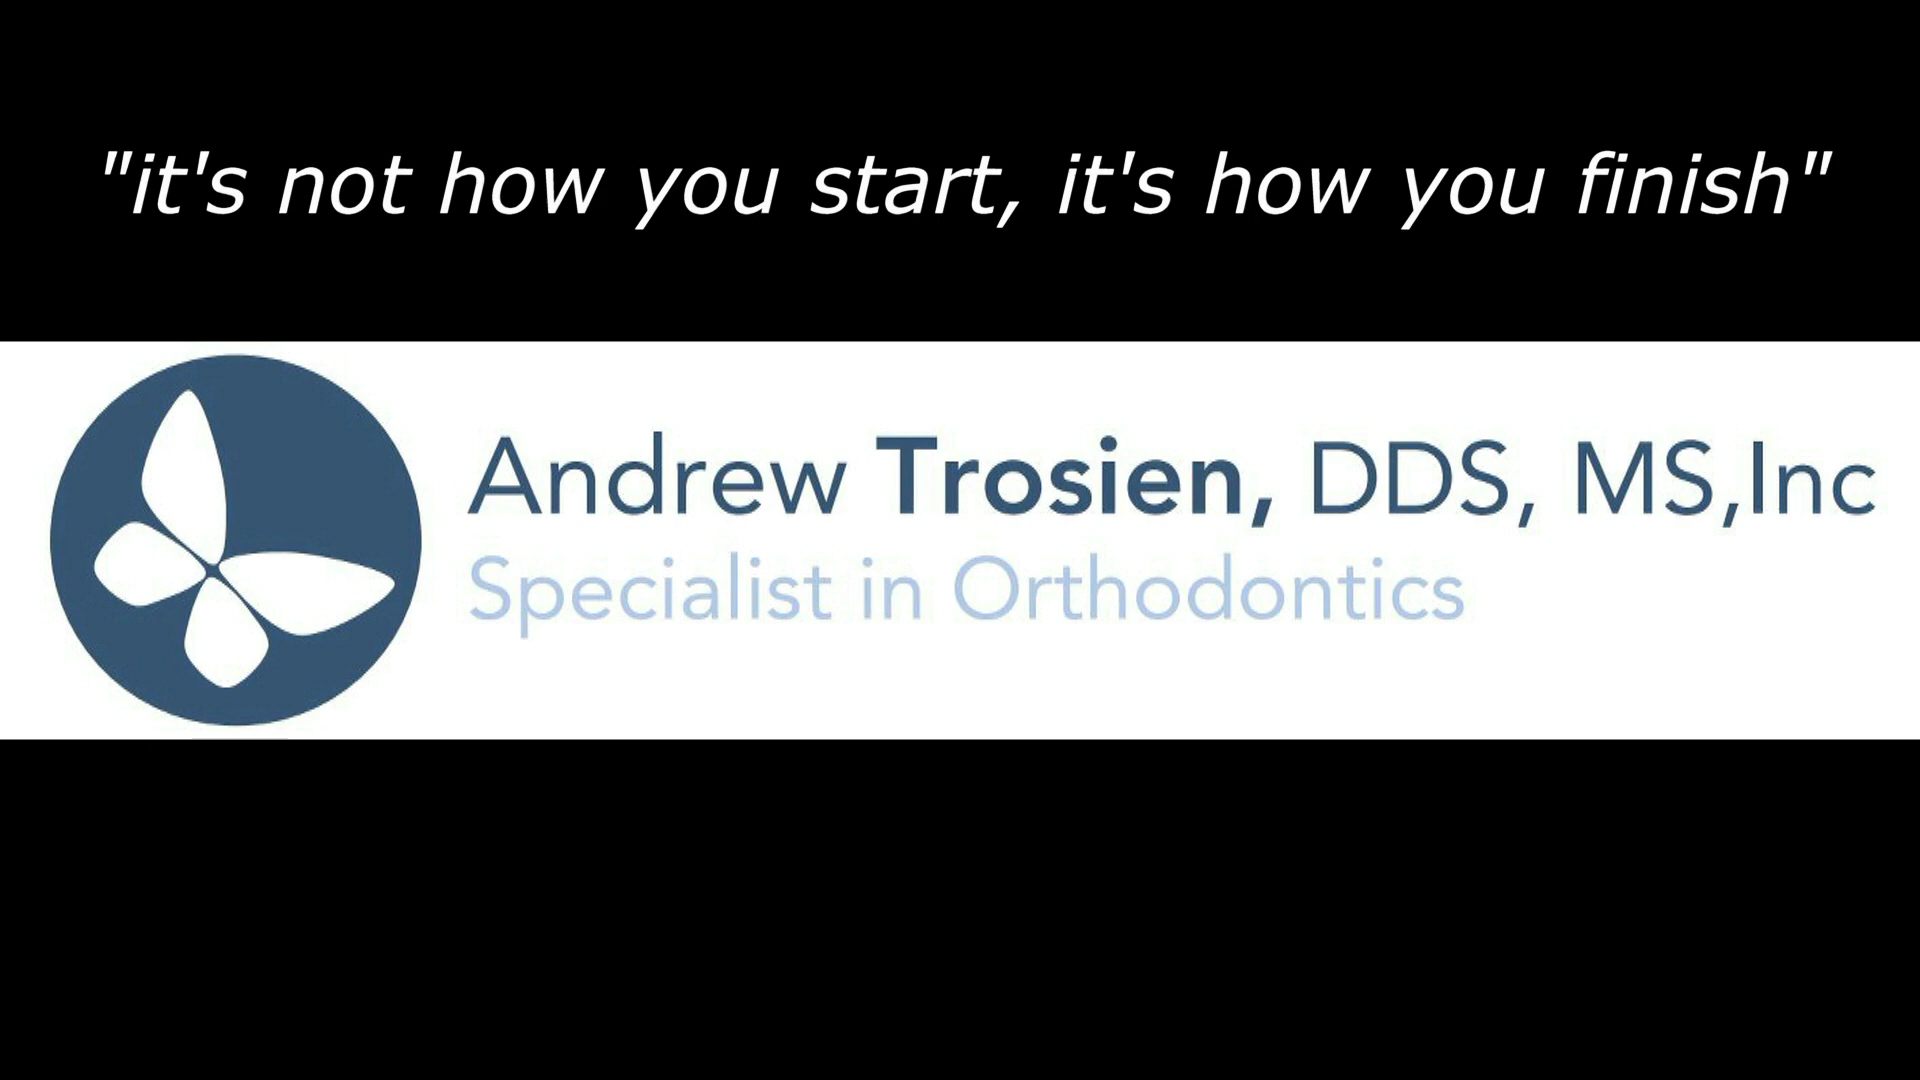 "it's not how you start, it's how you finish"
Andrew Trosien, DDS, MS,Inc
Specialist in Orthodontics